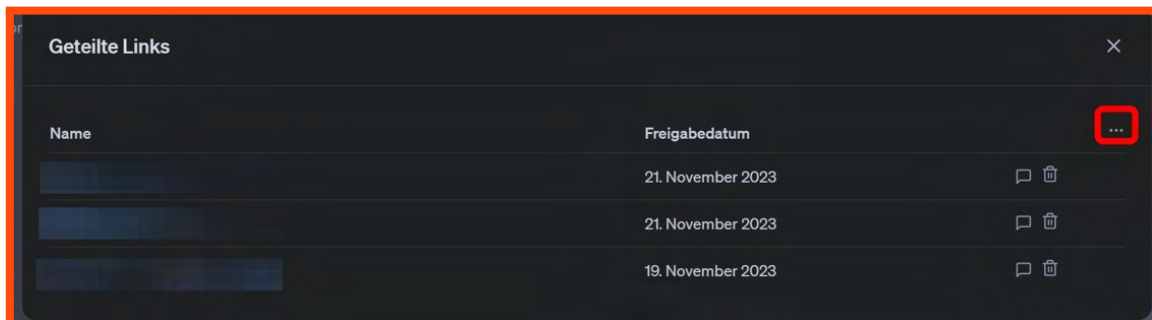 Geteilte Links
Name Freigabedatum ...
21. November 2023
21. November 2023
19. November 2023